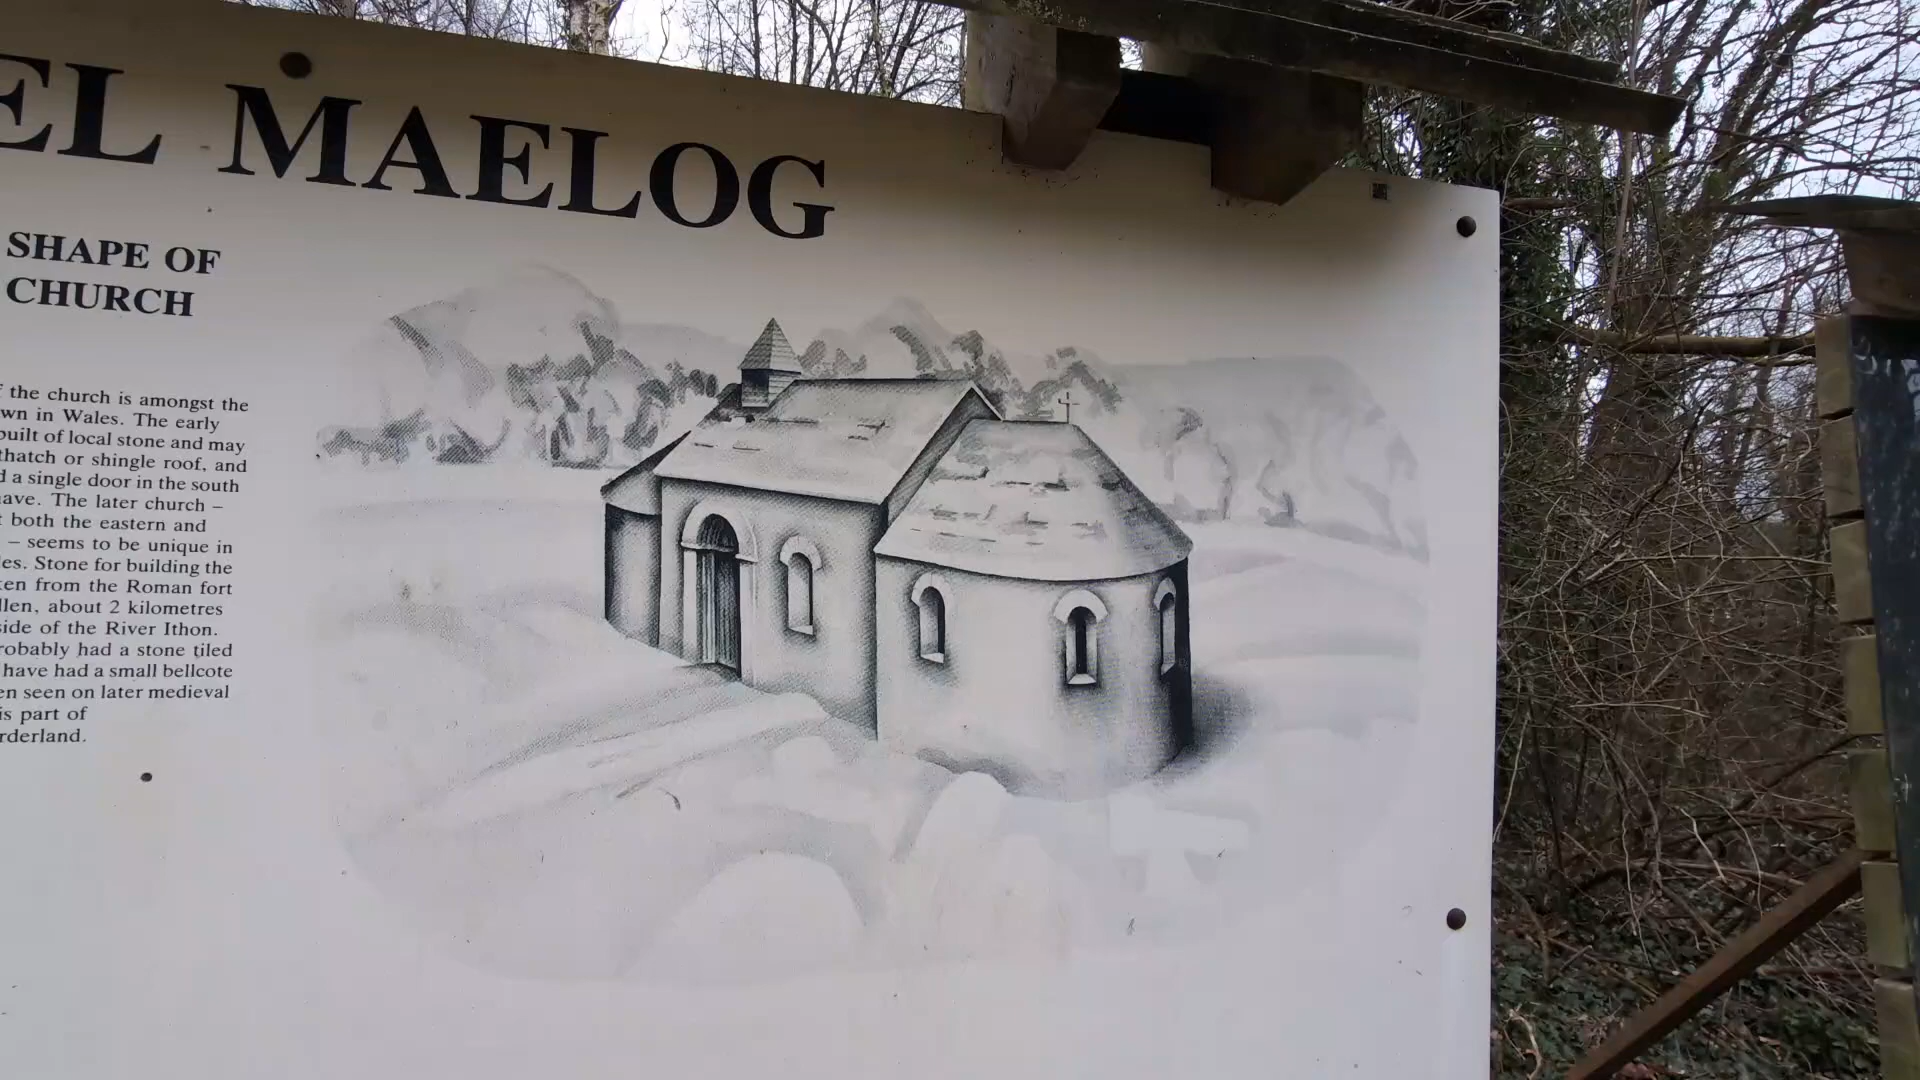 EL MAELOG
SHAPE OF
CHURCH
the church is amongst the
wn in Wales. The early
built of local stone and may
thatch or shingle roof, and
a single door in the south
ave. The later church –
both the eastern and
– seems to be unique in
es. Stone for building the
en from the Roman fort
llen, about 2 kilometres
side of the River Ithon.
robably had a stone tiled
have had a small bellcote
en seen on later medieval
is part of
rderland.